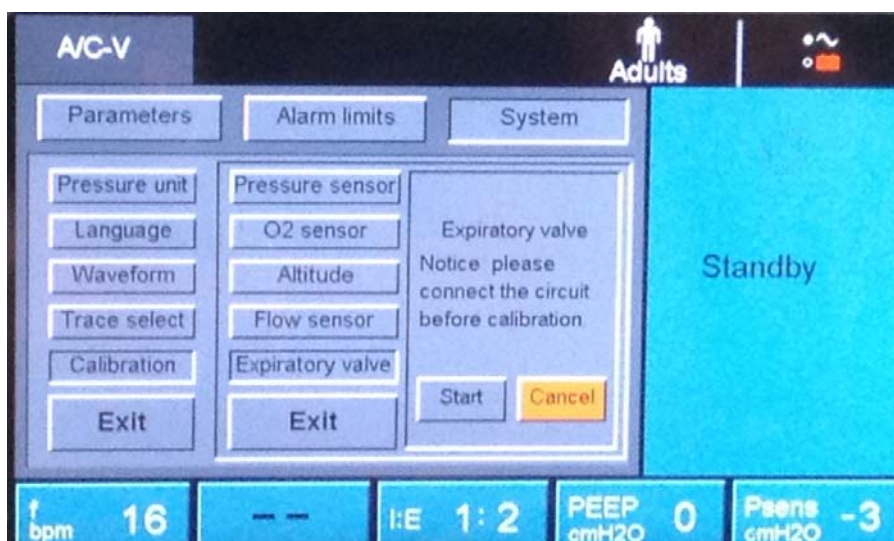 A/C-V
Adults
Parameters
Alarm limits
System
Pressure unit
Language
Waveform
Trace select
Calibration
Exit
Pressure sensor
O2 sensor
Altitude
Flow sensor
Expiratory valve
Exit
Expiratory valve
Notice please
connect the circuit
before calibration.
Start
Cancel
Standby
f
bpm 16
--
I:E 1:2
PEEP
cmH2O 0
Psens
cmH2O -3